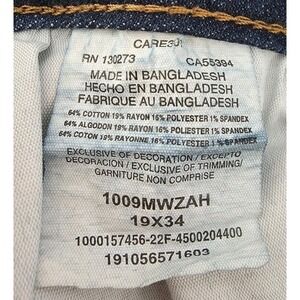 CARE301
RN 130273 CA55394
MADE IN BANGLADESH
HECHO EN BANGLADESH
FABRIQUE AU BANGLADESH
64% COTTON 19% RAYON 16% POLYESTER 1% SPANDEX
64% ALGODON 19% RAYON 16% POLIESTER 1% SPANDEX
64% COTON 19% RAYONNE 16% POLYESTER 1% SPANDEX
EXCLUSIVE OF DECORATION / EXCEPTO
DECORACION / EXCLUSIVE OF TRIMMING/
GARNITURE NON COMPRISE
1009MWZAH
19X34
1000157456-22F-4500204400
191056571603